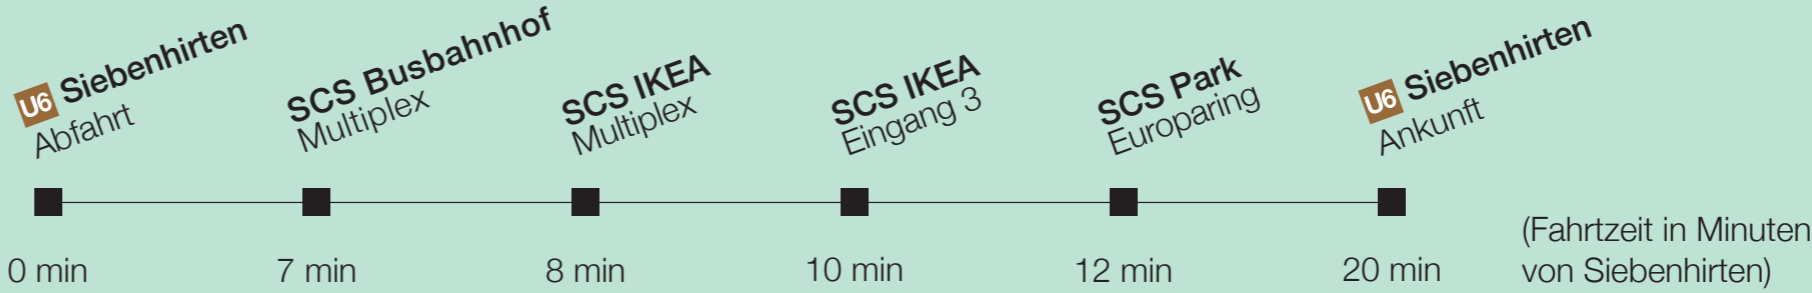 U6 Siebenhirten
Abfahrt
SCS Busbahnhof
Multiplex
SCS IKEA
Multiplex
SCS IKEA
Eingang 3
SCS Park
Europaring
U6 Siebenhirten
Ankunft
0 min
7 min
8 min
10 min
12 min
20 min
(Fahrtzeit in Minuten
von Siebenhirten)